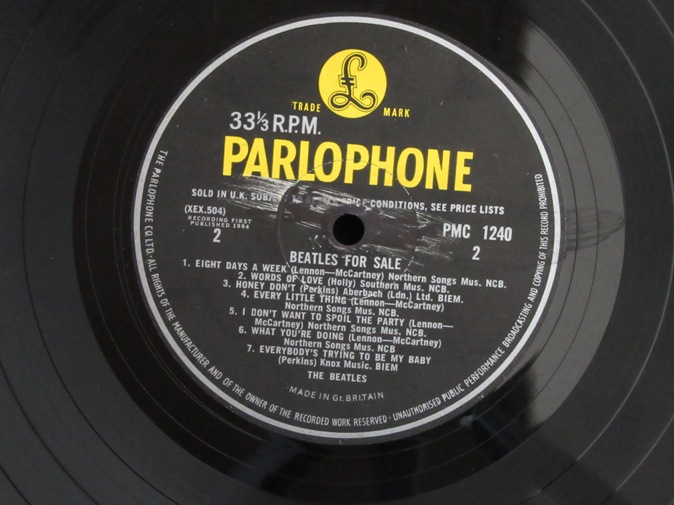 £
TRADE MARK
33⅓ R.P.M.
PARLOPHONE
SOLD IN U.K. SUBJ PRICE CONDITIONS, SEE PRICE LISTS
(XEX.504)
RECORDING FIRST
PUBLISHED 1964
2
PMC 1240
2
BEATLES FOR SALE
1. EIGHT DAYS A WEEK (Lennon—McCartney) Northern Songs Mus. NCB.
2. WORDS OF LOVE (Holly) Southern Mus. NCB.
3. HONEY DON'T (Perkins) Aberbach (Ldn.) Ltd. BIEM.
4. EVERY LITTLE THING (Lennon—McCartney)
Northern Songs Mus. NCB.
5. I DON'T WANT TO SPOIL THE PARTY (Lennon—
McCartney) Northern Songs Mus. NCB.
6. WHAT YOU'RE DOING (Lennon—McCartney)
Northern Songs Mus. NCB
7. EVERYBODY'S TRYING TO BE MY BABY
(Perkins) Knox Music. BIEM
THE BEATLES
MADE IN Gt. BRITAIN
THE PARLOPHONE CO. LTD. · ALL RIGHTS OF THE MANUFACTURER AND OF THE OWNER OF THE RECORDED WORK RESERVED · UNAUTHORISED PUBLIC PERFORMANCE BROADCASTING AND COPYING OF THIS RECORD PROHIBITED